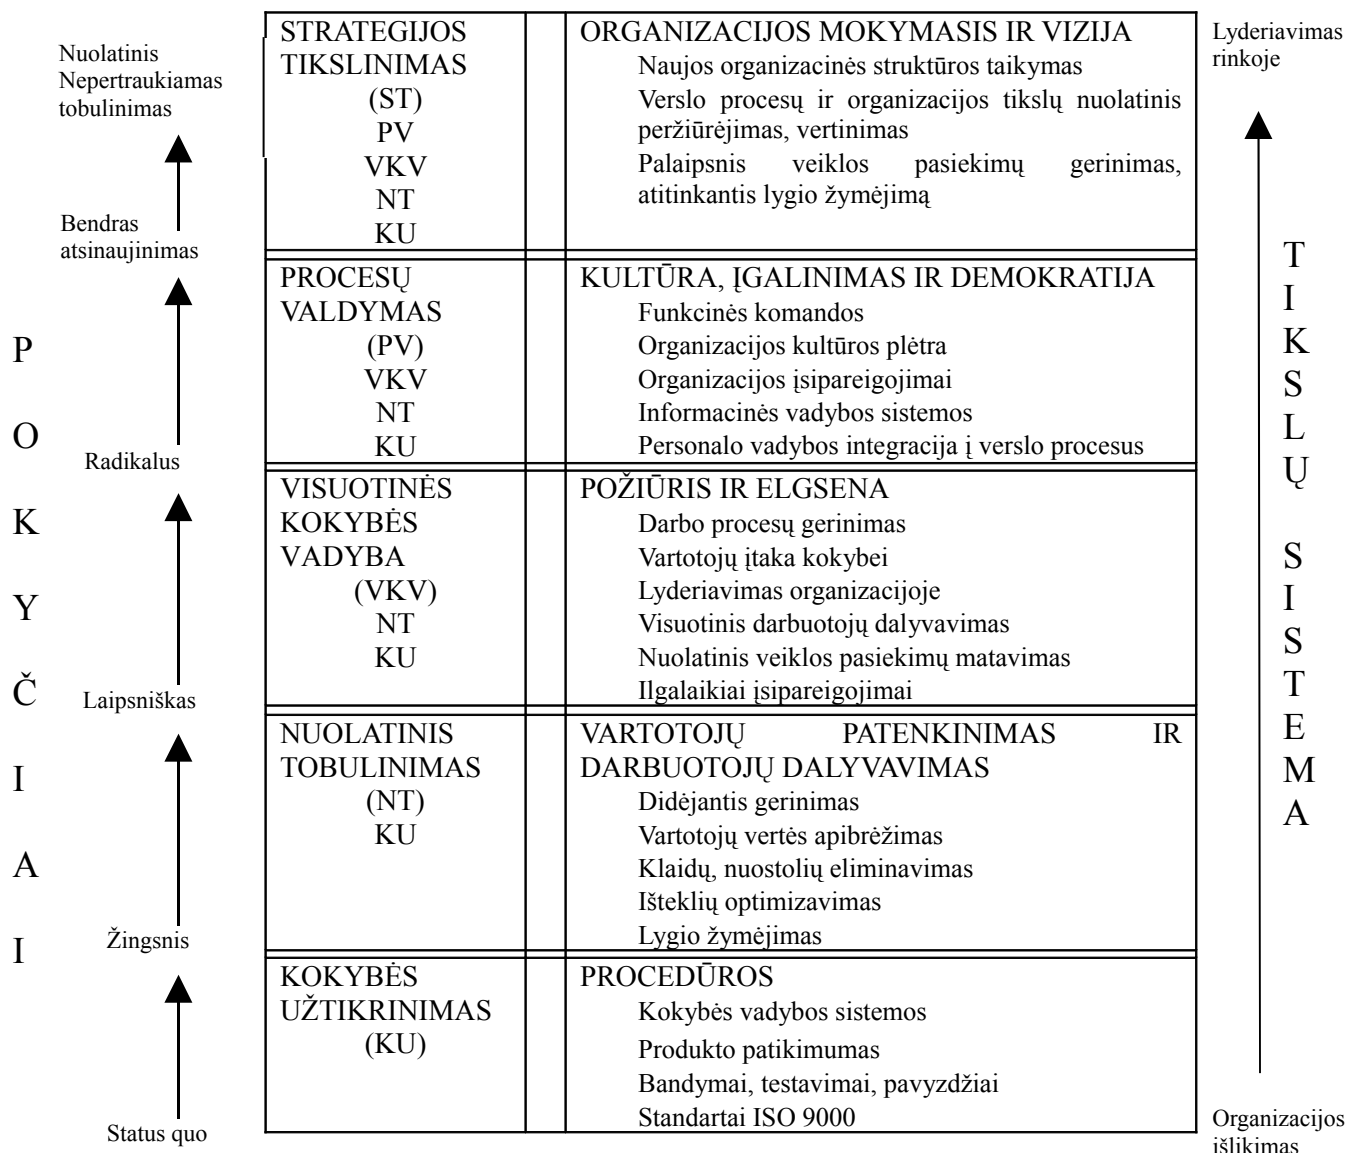 Nuolatinis
Nepertraukiamas
tobulinimas
Bendras
atsinaujinimas
Radikalus
Laipsniškas
Žingsnis
Status quo
P
O
K
Y
Č
I
A
I
STRATEGIJOS
TIKSLINIMAS
(ST)
PV
VKV
NT
KU
ORGANIZACIJOS MOKYMASIS IR VIZIJA
Naujos organizacinės struktūros taikymas
Verslo procesų ir organizacijos tikslų nuolatinis
peržiūrėjimas, vertinimas
Palaipsnis veiklos pasiekimų gerinimas,
atitinkantis lygio žymėjimą
PROCESŲ
VALDYMAS
(PV)
VKV
NT
KU
KULTŪRA, ĮGALINIMAS IR DEMOKRATIJA
Funkcinės komandos
Organizacijos kultūros plėtra
Organizacijos įsipareigojimai
Informacinės vadybos sistemos
Personalo vadybos integracija į verslo procesus
VISUOTINĖS
KOKYBĖS
VADYBA
(VKV)
NT
KU
POŽIŪRIS IR ELGSENA
Darbo procesų gerinimas
Vartotojų įtaka kokybei
Lyderiavimas organizacijoje
Visuotinis darbuotojų dalyvavimas
Nuolatinis veiklos pasiekimų matavimas
Ilgalaikiai įsipareigojimai
NUOLATINIS
TOBULINIMAS
(NT)
KU
VARTOTOJŲ PATENKINIMAS IR
DARBUOTOJŲ DALYVAVIMAS
Didėjantis gerinimas
Vartotojų vertės apibrėžimas
Klaidų, nuostolių eliminavimas
Išteklių optimizavimas
Lygio žymėjimas
KOKYBĖS
UŽTIKRINIMAS
(KU)
PROCEDŪROS
Kokybės vadybos sistemos
Produkto patikimumas
Bandymai, testavimai, pavyzdžiai
Standartai ISO 9000
Lyderiavimas
rinkoje
T
I
K
S
L
Ų
S
I
S
T
E
M
A
Organizacijos
išlikimas